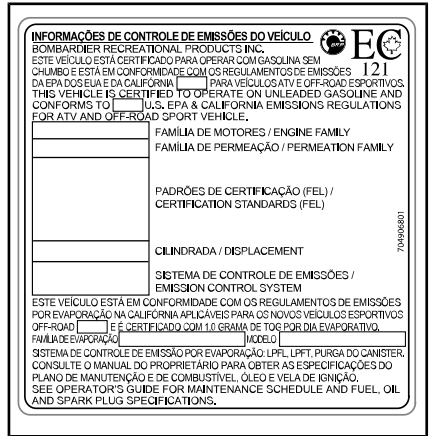 INFORMAÇÕES DE CONTROLE DE EMISSÕES DO VEÍCULO
BOMBARDIER RECREATIONAL PRODUCTS INC.
BRP
EC
121
ESTE VEÍCULO ESTÁ CERTIFICADO PARA OPERAR COM GASOLINA SEM
CHUMBO E ESTÁ EM CONFORMIDADE COM OS REGULAMENTOS DE EMISSÕES
DA EPA DOS EUA E DA CALIFÓRNIA PARA VEÍCULOS ATV E OFF-ROAD ESPORTIVOS.
THIS VEHICLE IS CERTIFIED TO OPERATE ON UNLEADED GASOLINE AND
CONFORMS TO U.S. EPA & CALIFORNIA EMISSIONS REGULATIONS
FOR ATV AND OFF-ROAD SPORT VEHICLE.
FAMÍLIA DE MOTORES / ENGINE FAMILY
FAMÍLIA DE PERMEAÇÃO / PERMEATION FAMILY
PADRÕES DE CERTIFICAÇÃO (FEL) /
CERTIFICATION STANDARDS (FEL)
CILINDRADA / DISPLACEMENT
SISTEMA DE CONTROLE DE EMISSÕES /
EMISSION CONTROL SYSTEM
704906801
ESTE VEÍCULO ESTÁ EM CONFORMIDADE COM OS REGULAMENTOS DE EMISSÕES
POR EVAPORAÇÃO NA CALIFÓRNIA APLICÁVEIS PARA OS NOVOS VEÍCULOS ESPORTIVOS
OFF-ROAD E É CERTIFICADO COM 1.0 GRAMA DE TOG POR DIA EVAPORATIVO.
FAMÍLIA DE EVAPORAÇÃO MODELO
SISTEMA DE CONTROLE DE EMISSÃO POR EVAPORAÇÃO: LPFL, LPFT, PURGA DO CANISTER.
CONSULTE O MANUAL DO PROPRIETÁRIO PARA OBTER AS ESPECIFICAÇÕES DO
PLANO DE MANUTENÇÃO E DE COMBUSTÍVEL, ÓLEO E VELA DE IGNIÇÃO.
SEE OPERATOR'S GUIDE FOR MAINTENANCE SCHEDULE AND FUEL, OIL
AND SPARK PLUG SPECIFICATIONS.